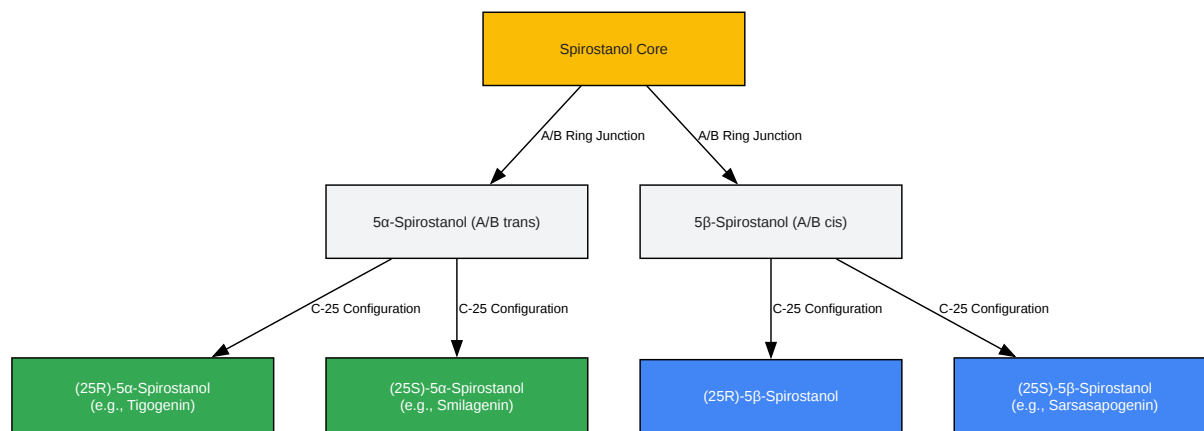 Spirostanol Core
A/B Ring Junction
A/B Ring Junction
5α-Spirostanol (A/B trans)
5β-Spirostanol (A/B cis)
C-25 Configuration
C-25 Configuration
C-25 Configuration
C-25 Configuration
(25R)-5α-Spirostanol
(e.g., Tigogenin)
(25S)-5α-Spirostanol
(e.g., Smilagenin)
(25R)-5β-Spirostanol
(25S)-5β-Spirostanol
(e.g., Sarsasapogenin)